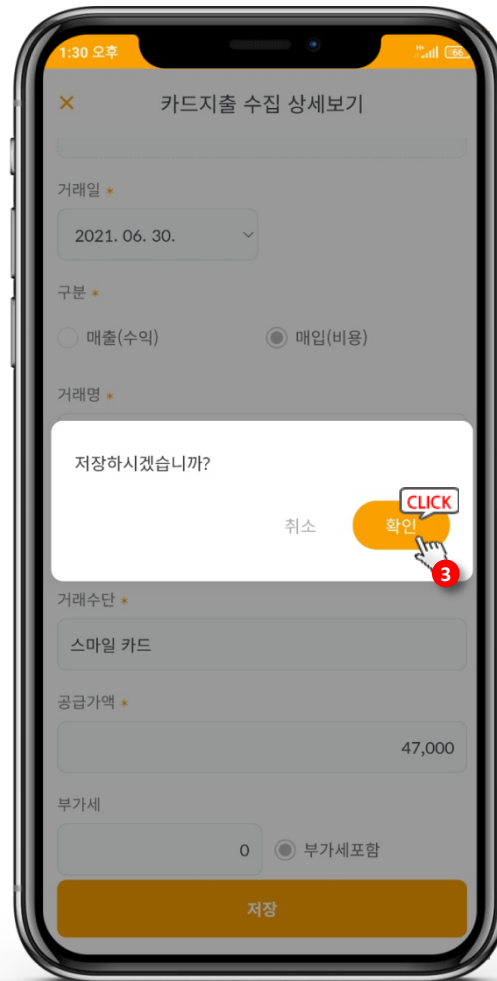 1:30 오후
66
카드지출 수집 상세보기
거래일 *
2021. 06. 30.
구분 *
매출(수익) 매입(비용)
거래명 *
저장하시겠습니까?
CLICK
취소 확인
3
거래수단 *
스마일 카드
공급가액 *
47,000
부가세
0 부가세포함
저장